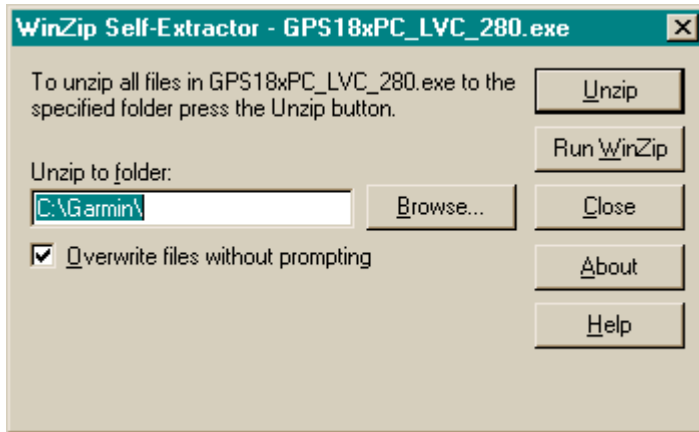 WinZip Self-Extractor - GPS18xPC_LVC_280.exe
To unzip all files in GPS18xPC_LVC_280.exe to the
specified folder press the Unzip button.
Unzip to folder:
C:\Garmin\
Browse...
Overwrite files without prompting
Unzip
Run WinZip
Close
About
Help